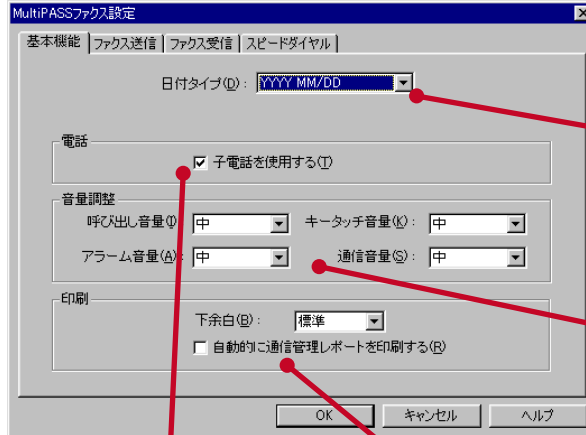 MultiPASSファクス設定
基本機能 ファクス送信 ファクス受信 スピードダイヤル
日付タイプ(D): YYYY MM/DD
電話
子電話を使用する(T)
音量調整
呼び出し音量(I): 中 キータッチ音量(K): 中
アラーム音量(A): 中 通信音量(S): 中
印刷
下余白(B): 標準
自動的に通信管理レポートを印刷する(R)
OK キャンセル ヘルプ